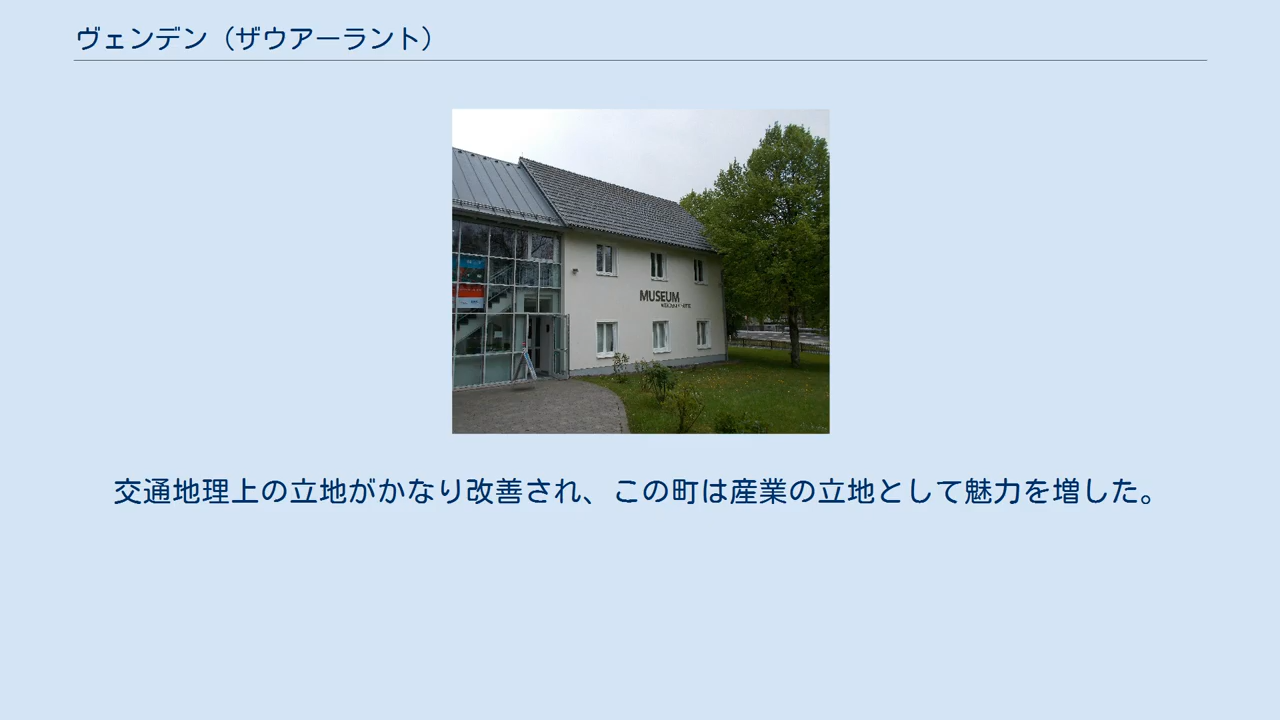 ヴェンデン（ザウアーラント）
MUSEUM
交通地理上の立地がかなり改善され、この町は産業の立地として魅力を増した。